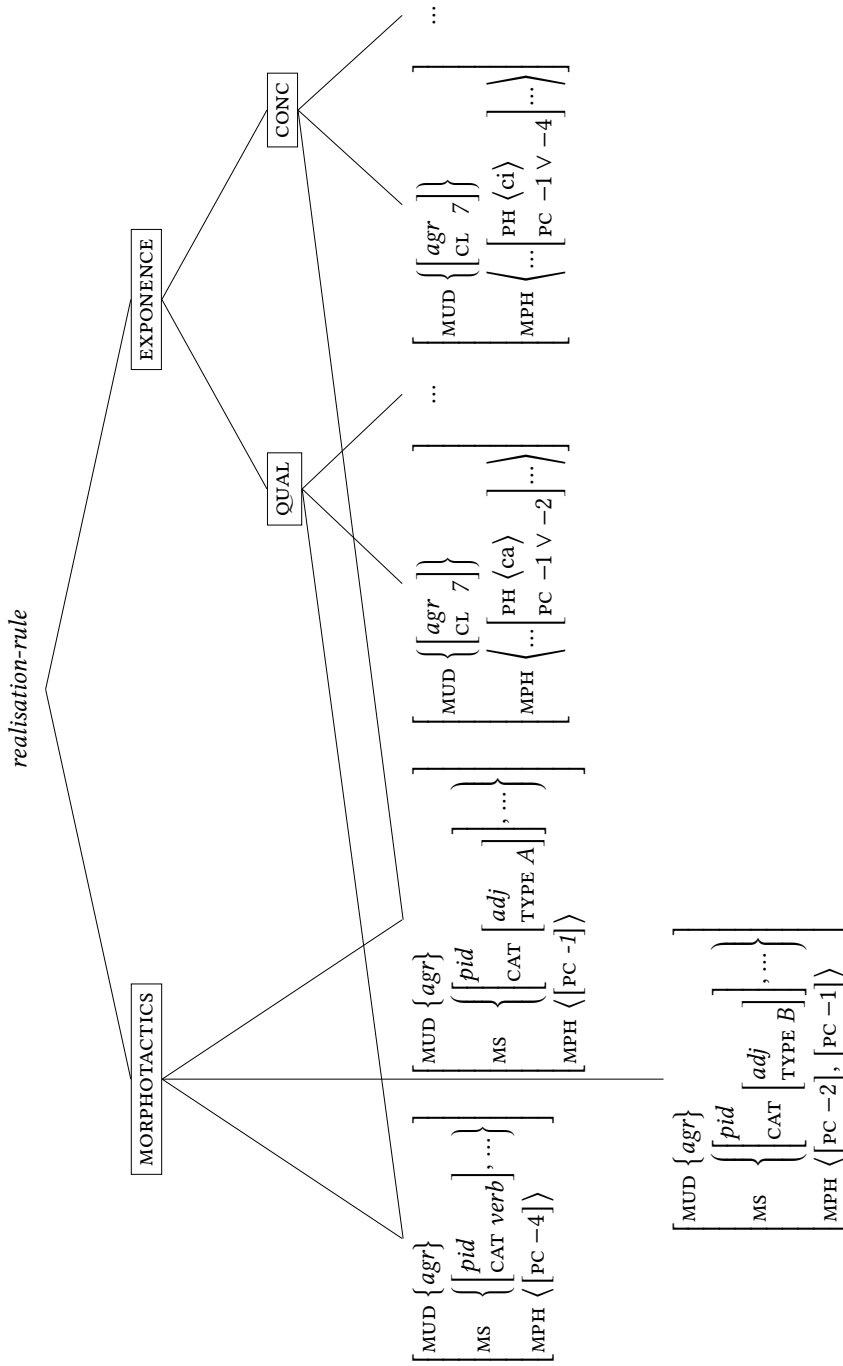 realisation-rule
MORPHOTACTICS
EXPONENCE
QUAL
CONC
MUD {agr}
MS {[pid
CAT verb], ...}
MPH ⟨[PC −4]⟩
MUD {agr}
MS {[pid
CAT [adj
TYPE A]], ...}
MPH ⟨[PC -1]⟩
MUD {[agr
CL 7]}
MPH ⟨... [PH ⟨ca⟩
PC −1 ∨ −2] ...⟩
...
MUD {[agr
CL 7]}
MPH ⟨... [PH ⟨ci⟩
PC −1 ∨ −4] ...⟩
...
MUD {agr}
MS {[pid
CAT [adj
TYPE B]], ...}
MPH ⟨[PC −2], [PC −1]⟩